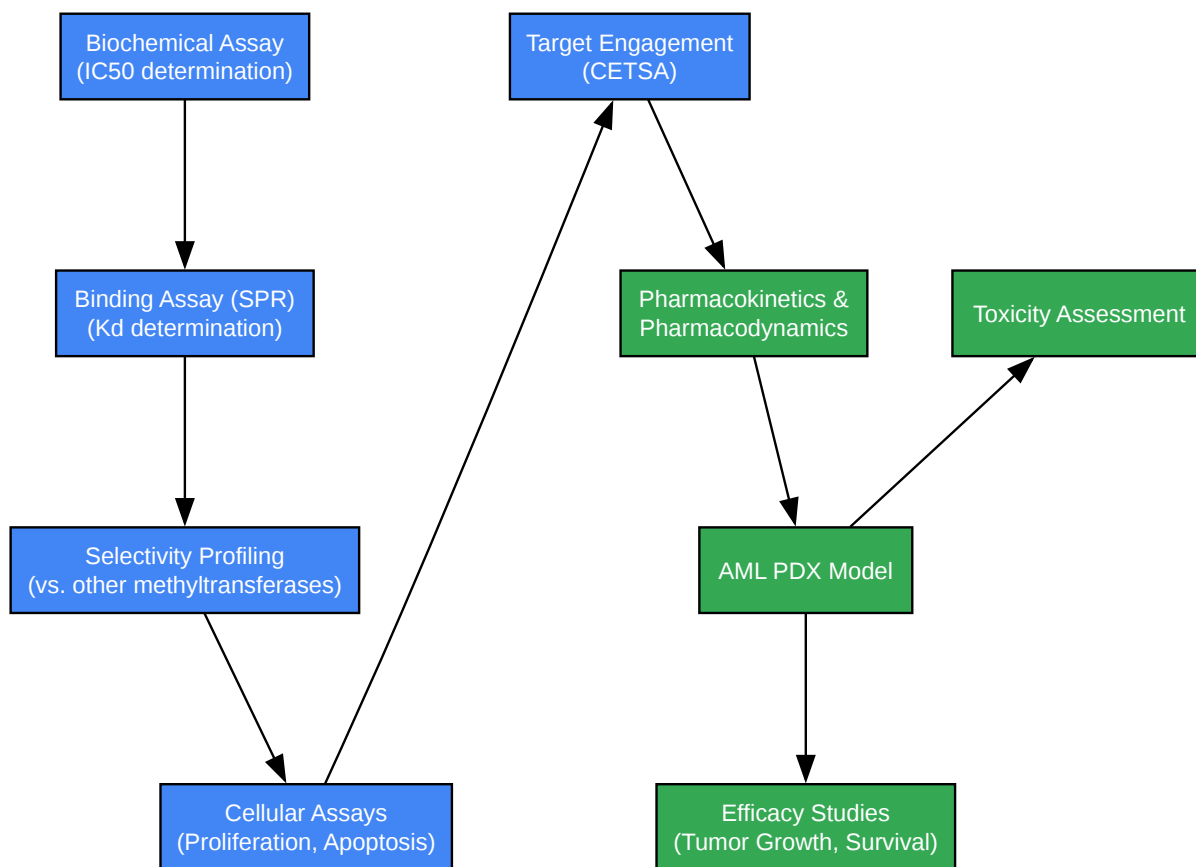 Biochemical Assay
(IC50 determination)
Target Engagement
(CETSA)
Binding Assay (SPR)
(Kd determination)
Pharmacokinetics &
Pharmacodynamics
Toxicity Assessment
Selectivity Profiling
(vs. other methyltransferases)
AML PDX Model
Cellular Assays
(Proliferation, Apoptosis)
Efficacy Studies
(Tumor Growth, Survival)